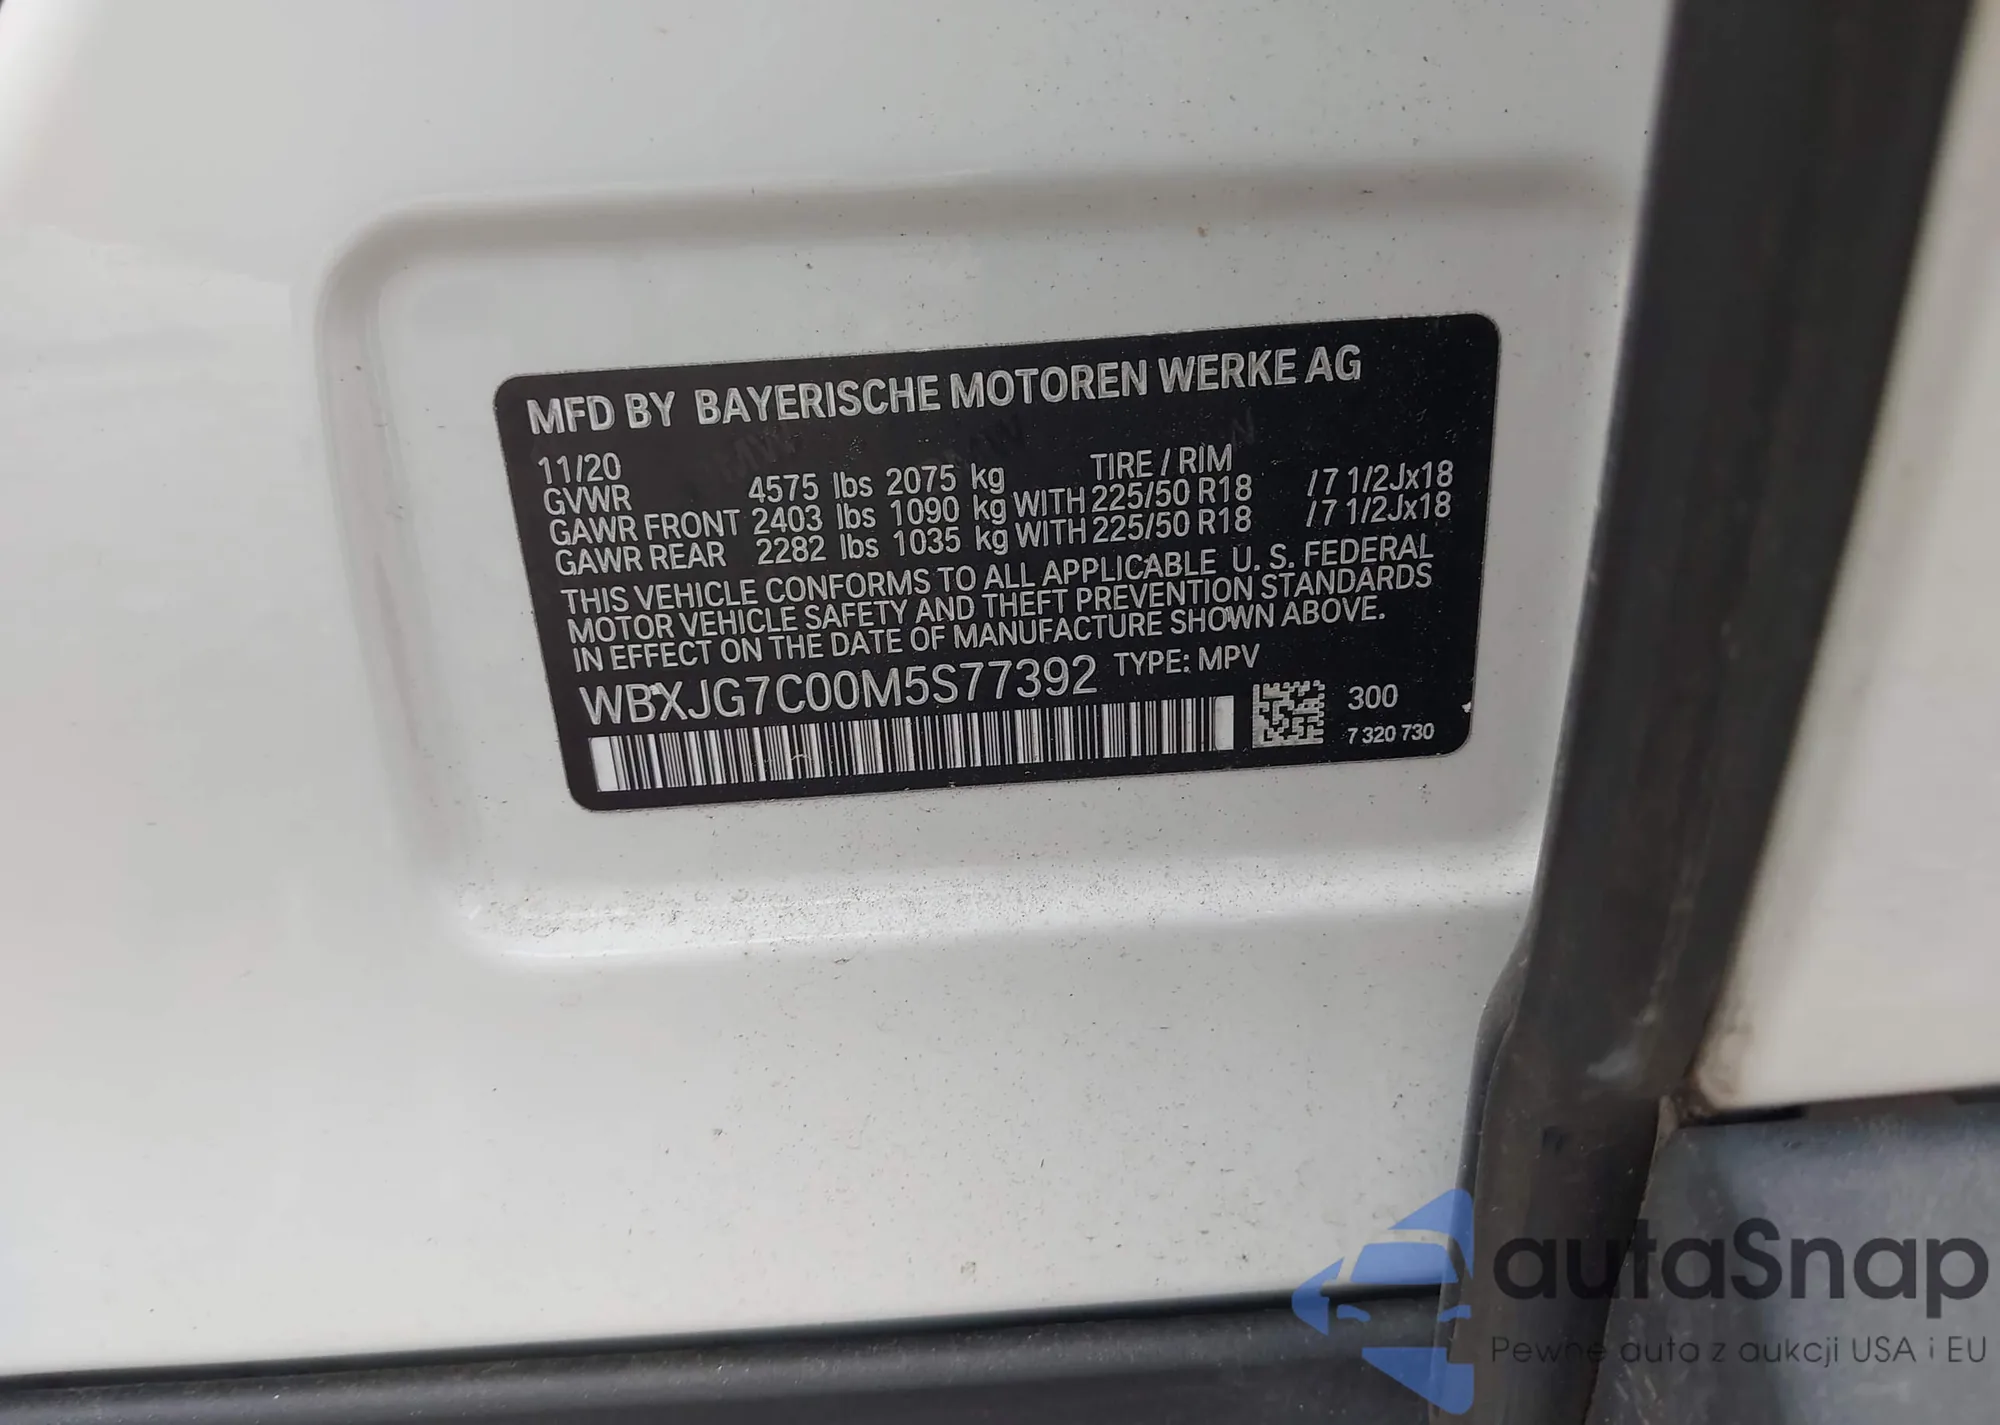 MFD BY BAYERISCHE MOTOREN WERKE AG
11/20 TIRE / RIM
GVWR 4575 lbs 2075 kg
GAWR FRONT 2403 lbs 1090 kg WITH 225/50 R18 /7 1/2Jx18
GAWR REAR 2282 lbs 1035 kg WITH 225/50 R18 /7 1/2Jx18
THIS VEHICLE CONFORMS TO ALL APPLICABLE U. S. FEDERAL
MOTOR VEHICLE SAFETY AND THEFT PREVENTION STANDARDS
IN EFFECT ON THE DATE OF MANUFACTURE SHOWN ABOVE.
WBXJG7C00M5S77392 TYPE: MPV
300
7 320 730
autaSnap
Pewne auta z aukcji USA i EU